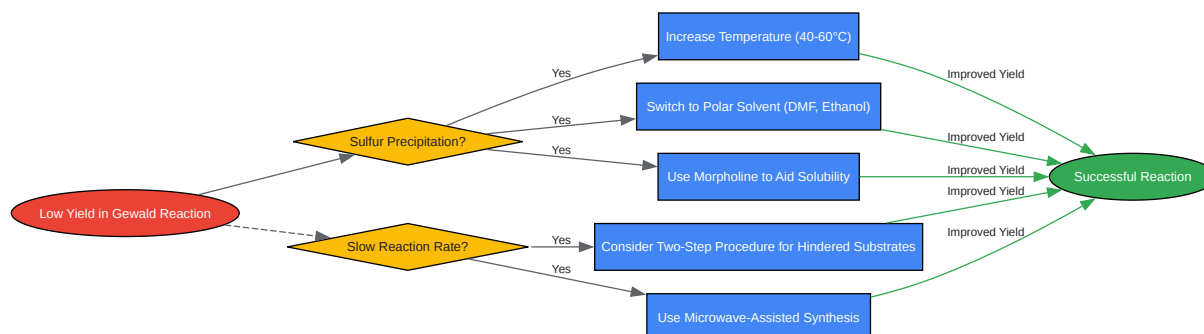 Increase Temperature (40-60°C)
Yes
Improved Yield
Switch to Polar Solvent (DMF, Ethanol)
Yes
Improved Yield
Sulfur Precipitation?
Yes
Use Morpholine to Aid Solubility
Improved Yield
Successful Reaction
Improved Yield
Low Yield in Gewald Reaction
Slow Reaction Rate?
Yes
Consider Two-Step Procedure for Hindered Substrates
Improved Yield
Yes
Use Microwave-Assisted Synthesis